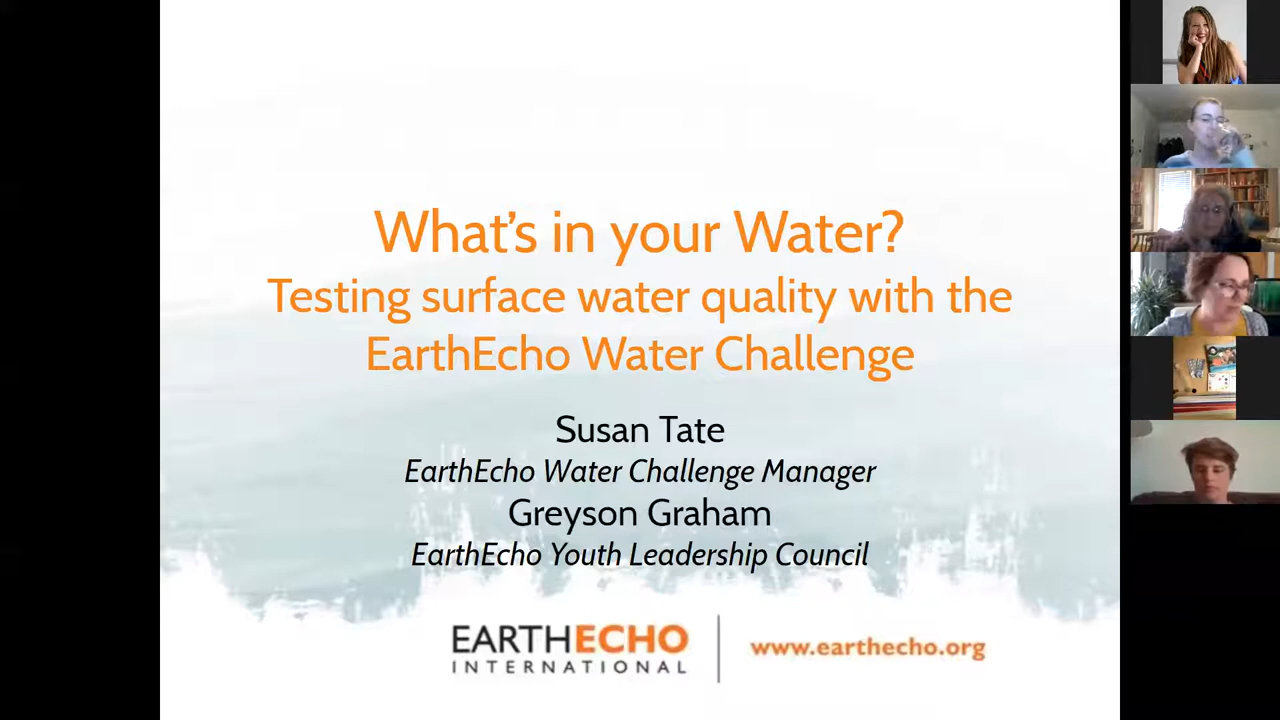 What's in your Water?
Testing surface water quality with the
EarthEcho Water Challenge
Susan Tate
EarthEcho Water Challenge Manager
Greyson Graham
EarthEcho Youth Leadership Council
EARTHECHO
INTERNATIONAL
www.earthecho.org